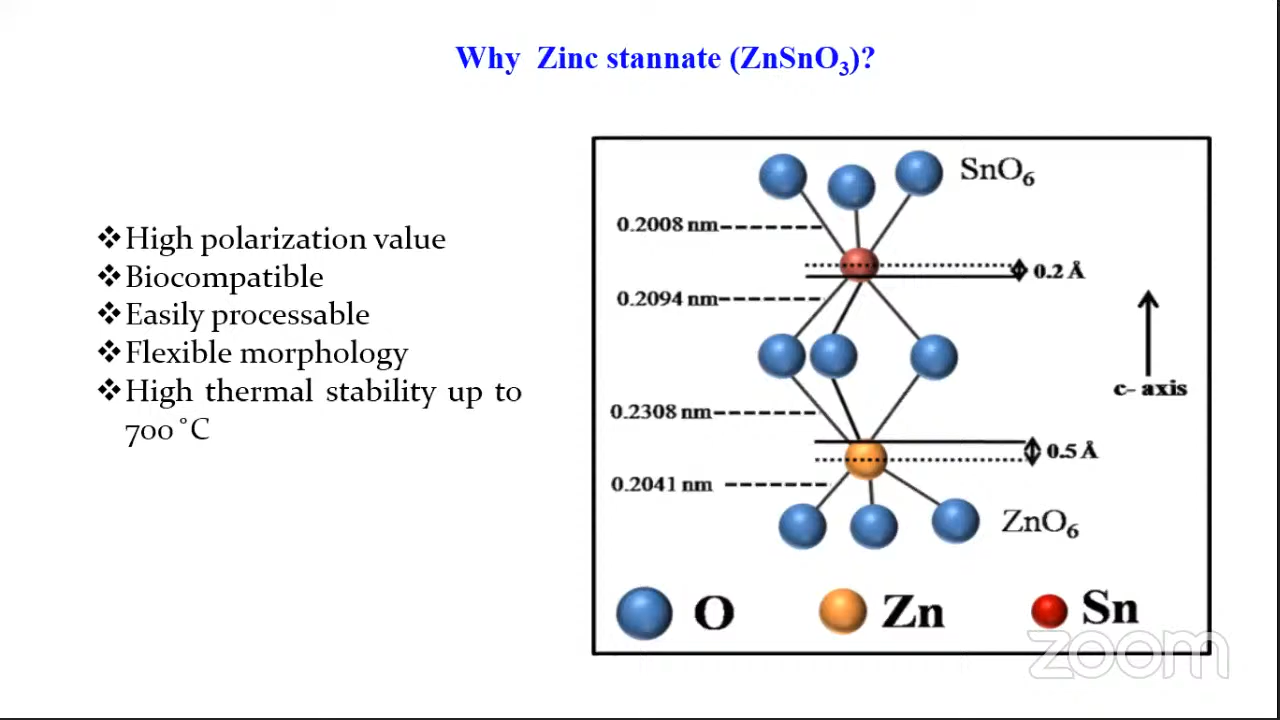 Why Zinc stannate (ZnSnO₃)?
❖High polarization value
❖Biocompatible
❖Easily processable
❖Flexible morphology
❖High thermal stability up to
700 °C
SnO₆
0.2008 nm
0.2 Å
0.2094 nm
c- axis
0.2308 nm
0.5 Å
0.2041 nm
ZnO₆
O Zn Sn
zoom